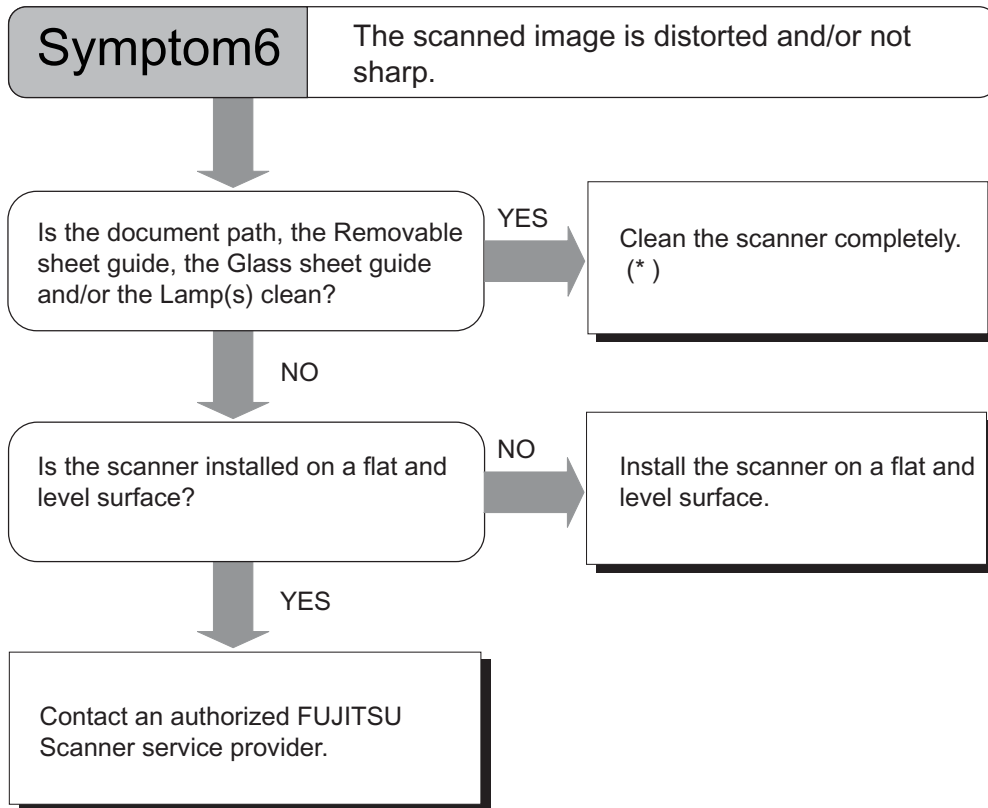 Symptom6
The scanned image is distorted and/or not
sharp.
Is the document path, the Removable
sheet guide, the Glass sheet guide
and/or the Lamp(s) clean?
YES
Clean the scanner completely.
(* )
NO
Is the scanner installed on a flat and
level surface?
NO
Install the scanner on a flat and
level surface.
YES
Contact an authorized FUJITSU
Scanner service provider.